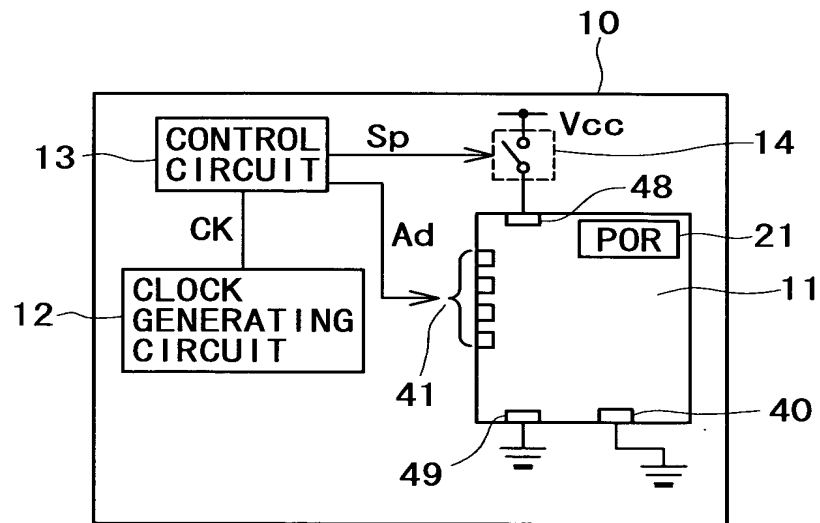 10
CONTROL
CIRCUIT
13
Sp
Vcc
14
48
CK
Ad
POR
21
11
CLOCK
GENERATING
CIRCUIT
12
41
49
40